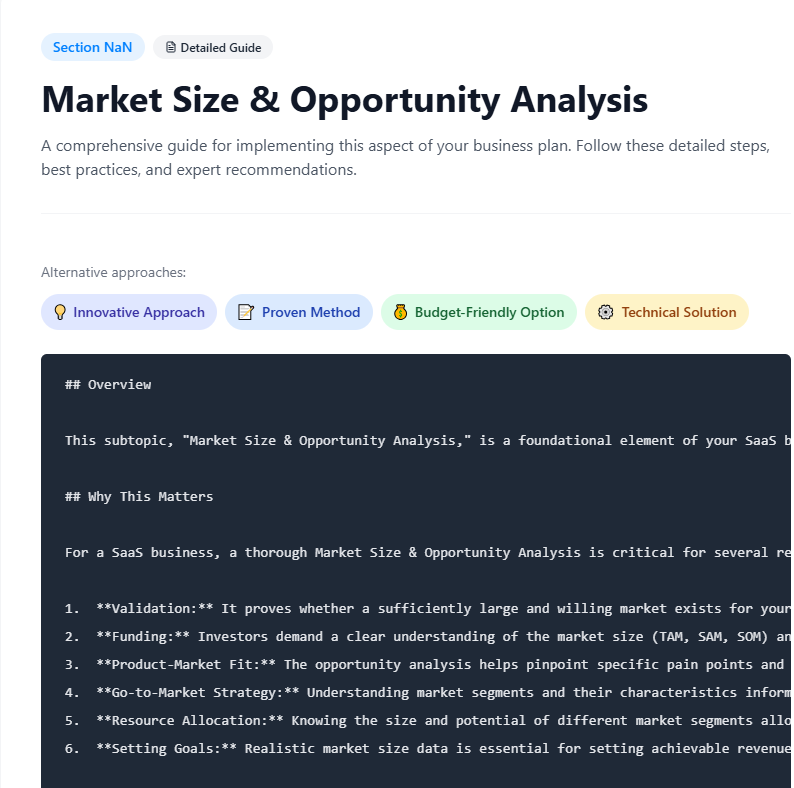 Section NaN
Detailed Guide
Market Size & Opportunity Analysis
A comprehensive guide for implementing this aspect of your business plan. Follow these detailed steps,
best practices, and expert recommendations.
Alternative approaches:
Innovative Approach
Proven Method
Budget-Friendly Option
Technical Solution
## Overview
This subtopic, "Market Size & Opportunity Analysis," is a foundational element of your SaaS b
## Why This Matters
For a SaaS business, a thorough Market Size & Opportunity Analysis is critical for several re
1.  **Validation:** It proves whether a sufficiently large and willing market exists for your
2.  **Funding:** Investors demand a clear understanding of the market size (TAM, SAM, SOM) an
3.  **Product-Market Fit:** The opportunity analysis helps pinpoint specific pain points and
4.  **Go-to-Market Strategy:** Understanding market segments and their characteristics inform
5.  **Resource Allocation:** Knowing the size and potential of different market segments allo
6.  **Setting Goals:** Realistic market size data is essential for setting achievable revenue